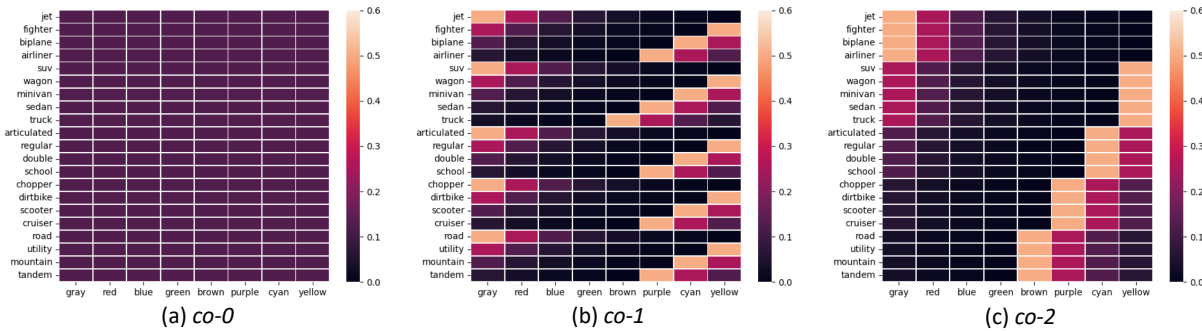 jet
fighter
biplane
airliner
suv
wagon
minivan
sedan
truck
articulated
regular
double
school
chopper
dirtbike
scooter
cruiser
road
utility
mountain
tandem
gray red blue green brown purple cyan yellow
0.6
0.5
0.4
0.3
0.2
0.1
0.0
(a) co-0
jet
fighter
biplane
airliner
suv
wagon
minivan
sedan
truck
articulated
regular
double
school
chopper
dirtbike
scooter
cruiser
road
utility
mountain
tandem
gray red blue green brown purple cyan yellow
0.6
0.5
0.4
0.3
0.2
0.1
0.0
(b) co-1
jet
fighter
biplane
airliner
suv
wagon
minivan
sedan
truck
articulated
regular
double
school
chopper
dirtbike
scooter
cruiser
road
utility
mountain
tandem
gray red blue green brown purple cyan yellow
0.6
0.5
0.4
0.3
0.2
0.1
0.0
(c) co-2